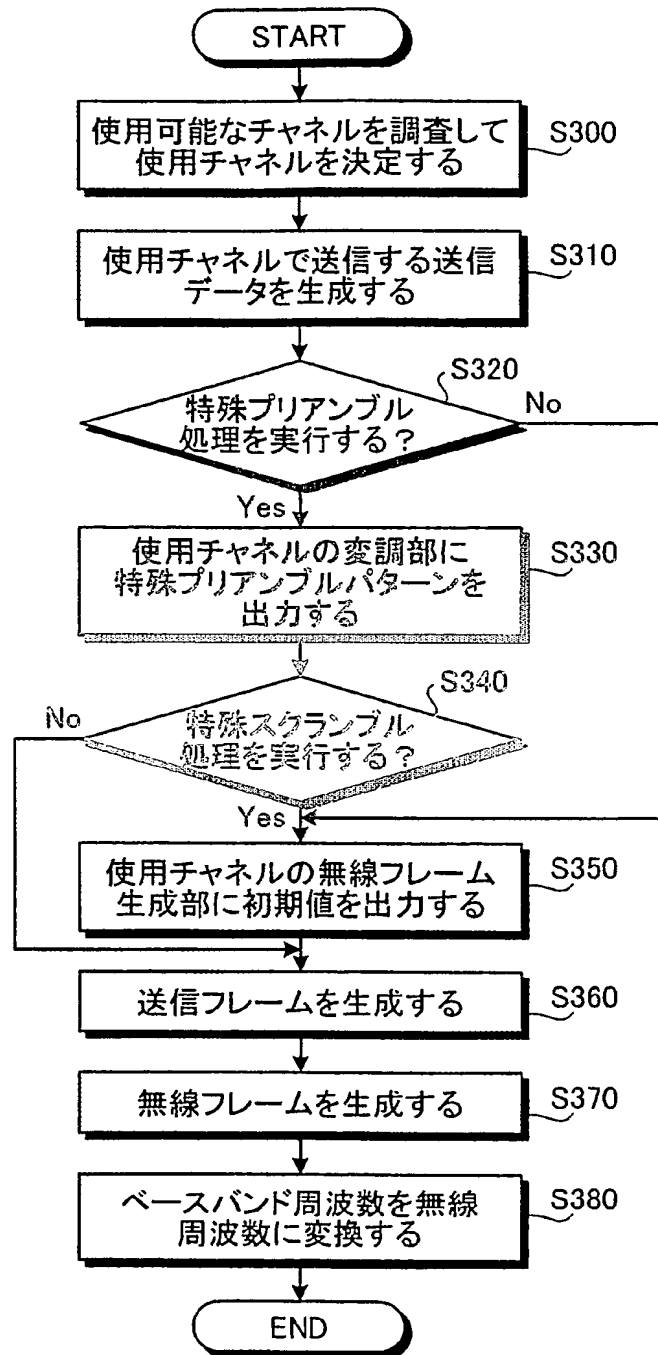 START
使用可能なチャネルを調査して
使用チャネルを決定する
S300
使用チャネルで送信する送信
データを生成する
S310
S320
特殊プリアンブル
処理を実行する?
No
Yes
使用チャネルの変調部に
特殊プリアンブルパターンを
出力する
S330
S340
No
特殊スクランブル
処理を実行する?
Yes
使用チャネルの無線フレーム
生成部に初期値を出力する
S350
送信フレームを生成する
S360
無線フレームを生成する
S370
ベースバンド周波数を無線
周波数に変換する
S380
END